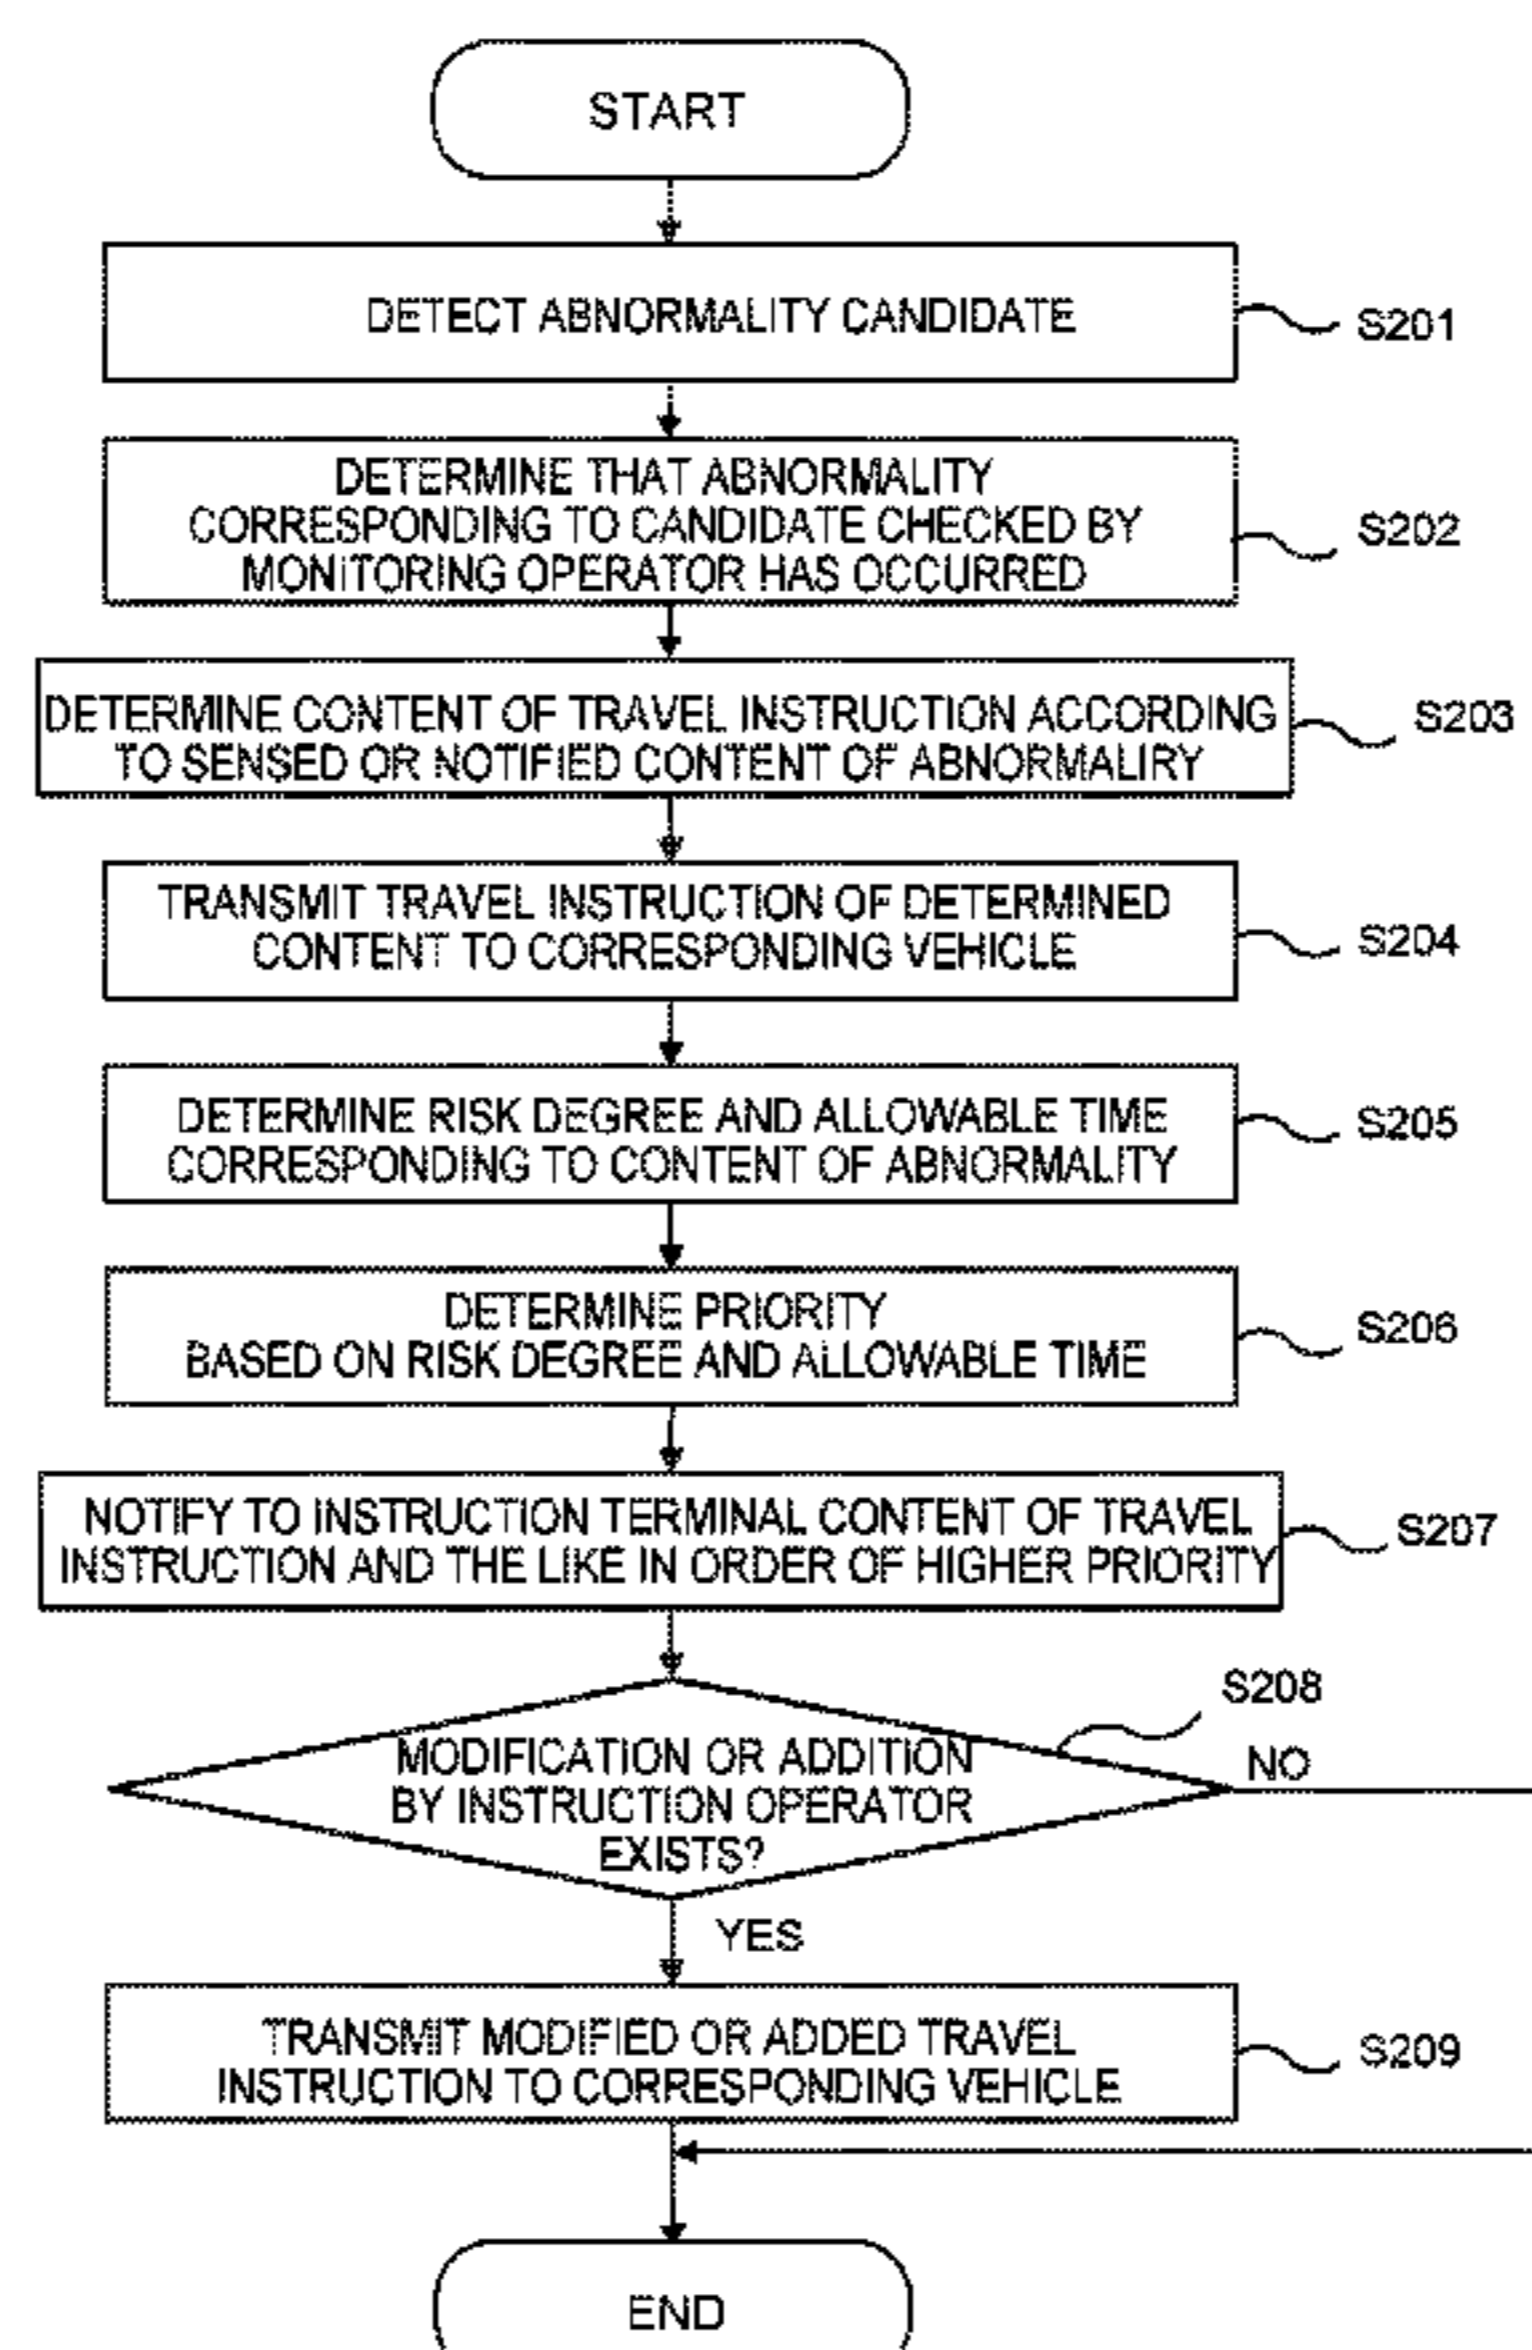 START
DETECT ABNORMALITY CANDIDATE
S201
DETERMINE THAT ABNORMALITY
CORRESPONDING TO CANDIDATE CHECKED BY
MONITORING OPERATOR HAS OCCURRED
S202
DETERMINE CONTENT OF TRAVEL INSTRUCTION ACCORDING
TO SENSED OR NOTIFIED CONTENT OF ABNORMALIRY
S203
TRANSMIT TRAVEL INSTRUCTION OF DETERMINED
CONTENT TO CORRESPONDING VEHICLE
S204
DETERMINE RISK DEGREE AND ALLOWABLE TIME
CORRESPONDING TO CONTENT OF ABNORMALITY
S205
DETERMINE PRIORITY
BASED ON RISK DEGREE AND ALLOWABLE TIME
S206
NOTIFY TO INSTRUCTION TERMINAL CONTENT OF TRAVEL
INSTRUCTION AND THE LIKE IN ORDER OF HIGHER PRIORITY
S207
S208
MODIFICATION OR ADDITION
BY INSTRUCTION OPERATOR
EXISTS?
NO
YES
TRANSMIT MODIFIED OR ADDED TRAVEL
INSTRUCTION TO CORRESPONDING VEHICLE
S209
END